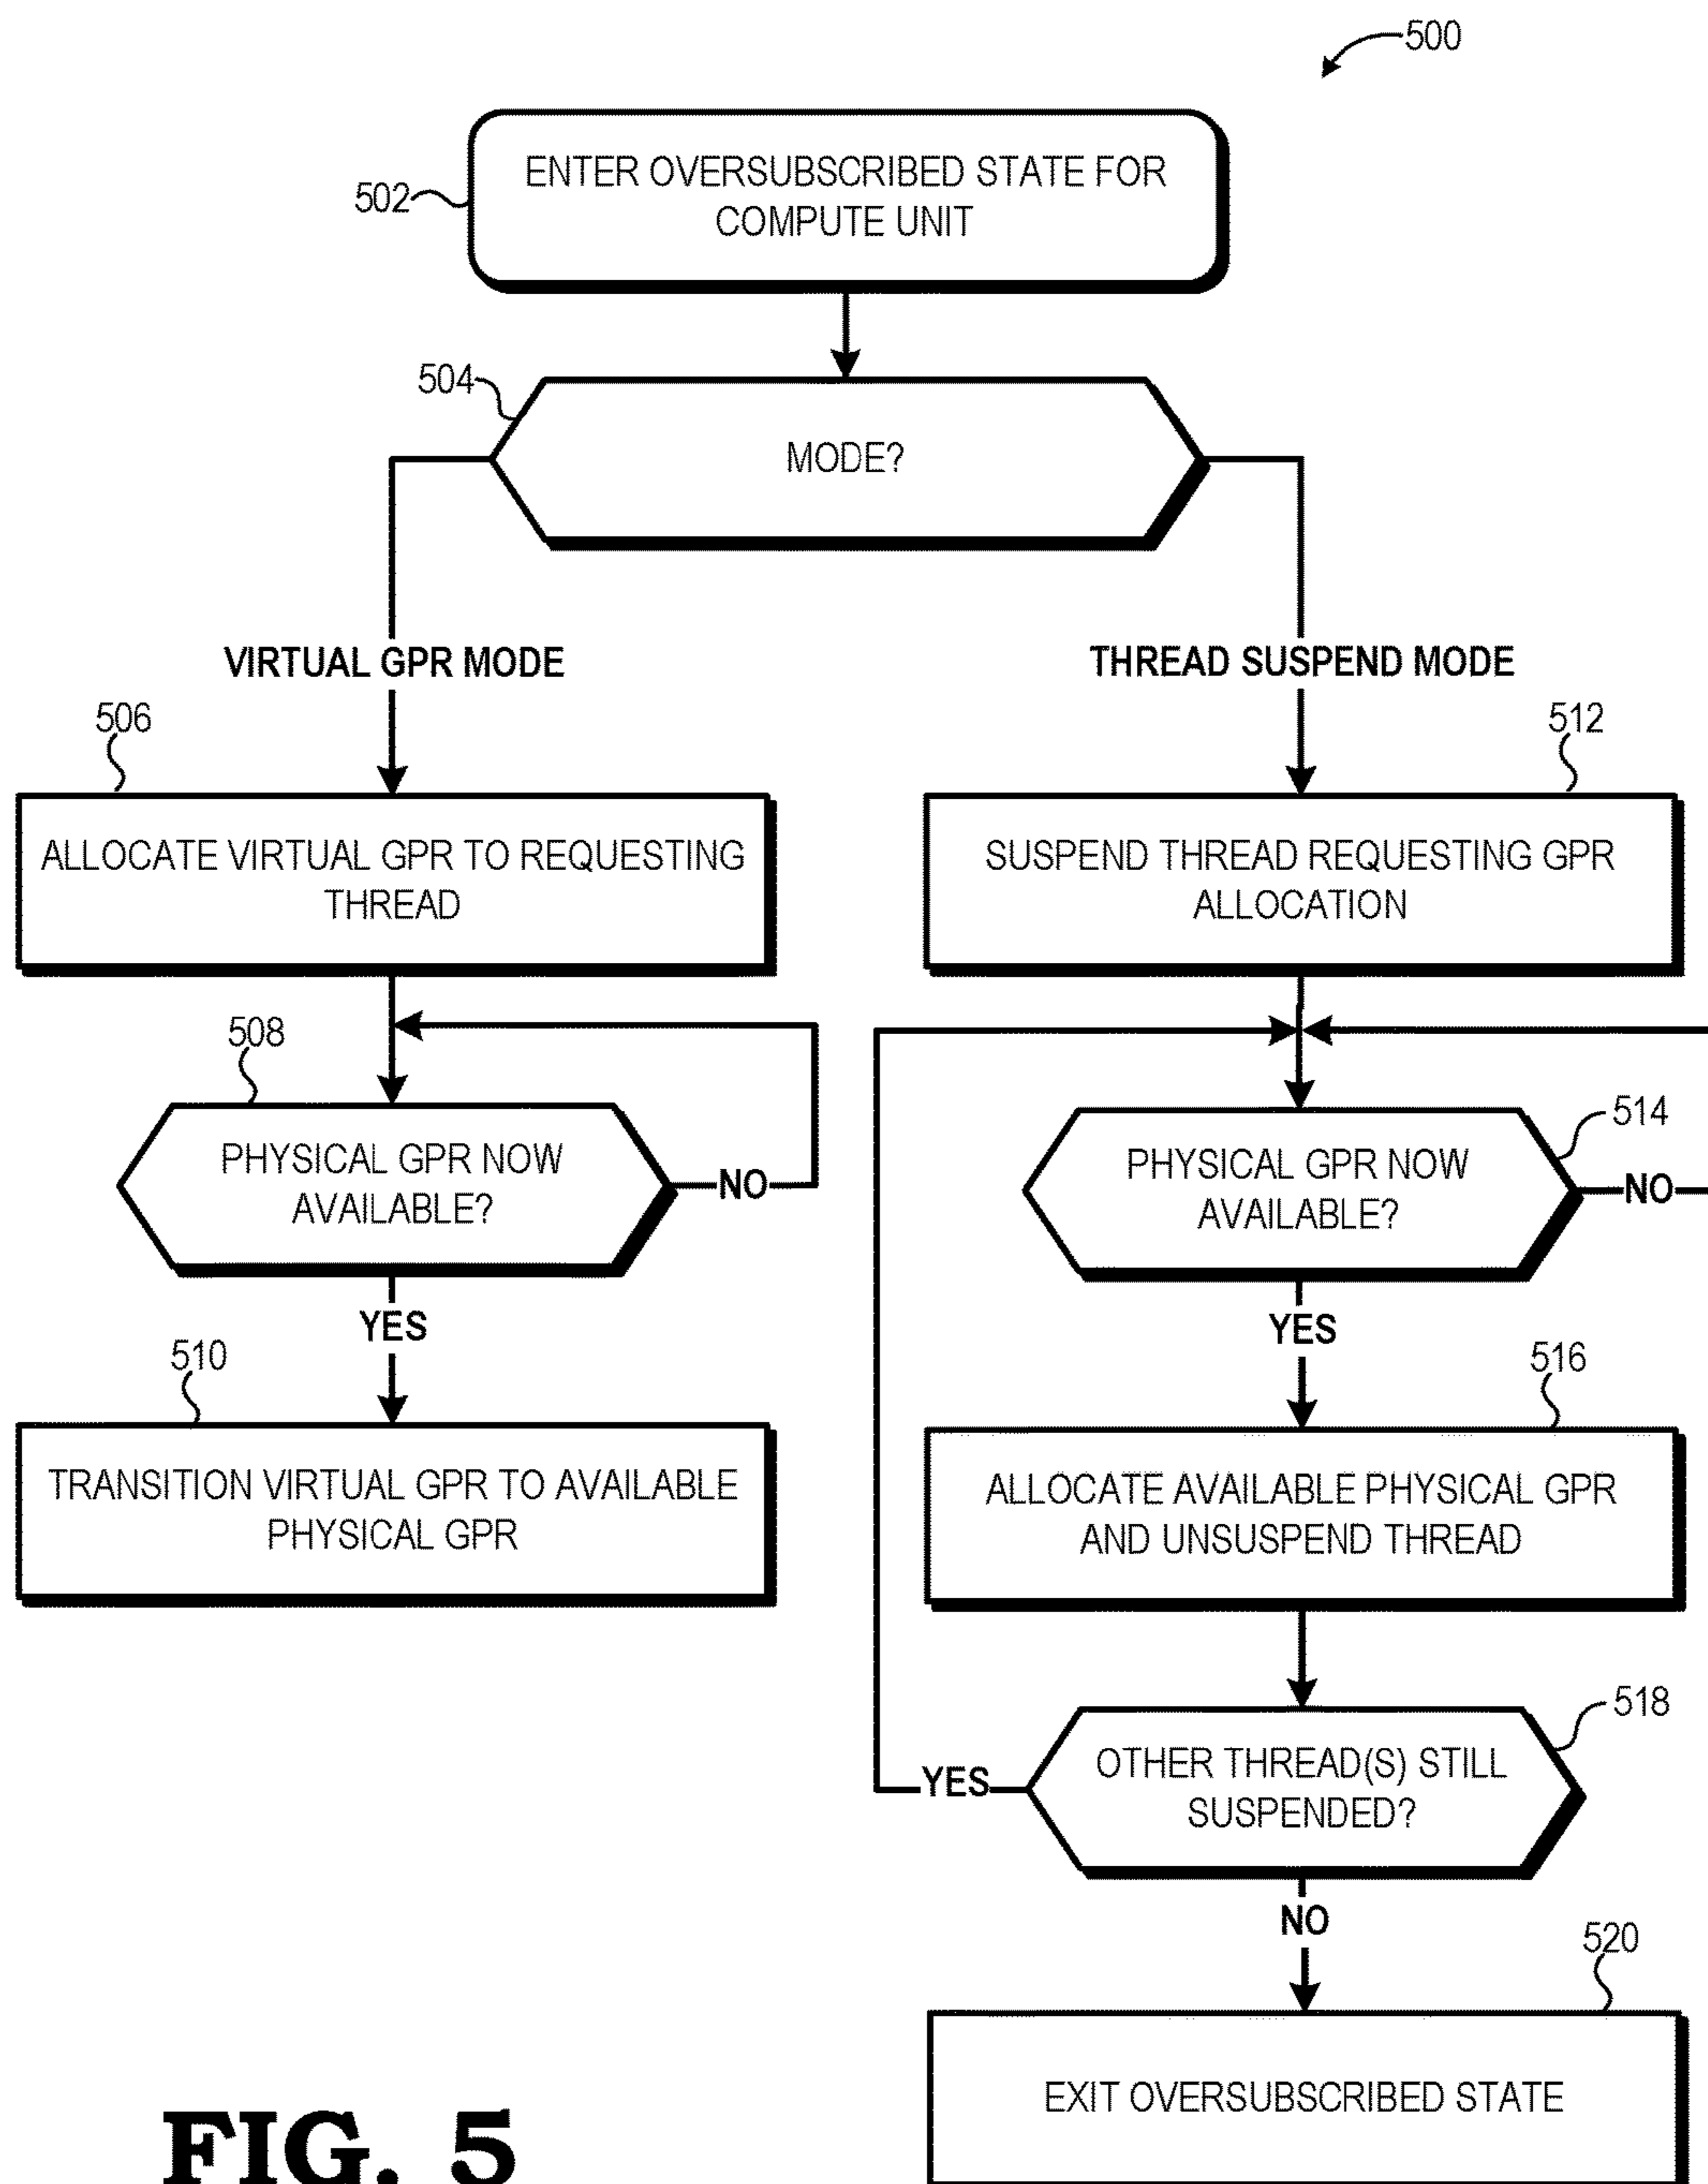 500
502
ENTER OVERSUBSCRIBED STATE FOR
COMPUTE UNIT
504
MODE?
VIRTUAL GPR MODE
THREAD SUSPEND MODE
506
512
ALLOCATE VIRTUAL GPR TO REQUESTING
THREAD
SUSPEND THREAD REQUESTING GPR
ALLOCATION
508
PHYSICAL GPR NOW
AVAILABLE?
NO
514
PHYSICAL GPR NOW
AVAILABLE?
NO
YES
YES
510
516
TRANSITION VIRTUAL GPR TO AVAILABLE
PHYSICAL GPR
ALLOCATE AVAILABLE PHYSICAL GPR
AND UNSUSPEND THREAD
518
OTHER THREAD(S) STILL
SUSPENDED?
YES
NO
520
EXIT OVERSUBSCRIBED STATE
FIG. 5